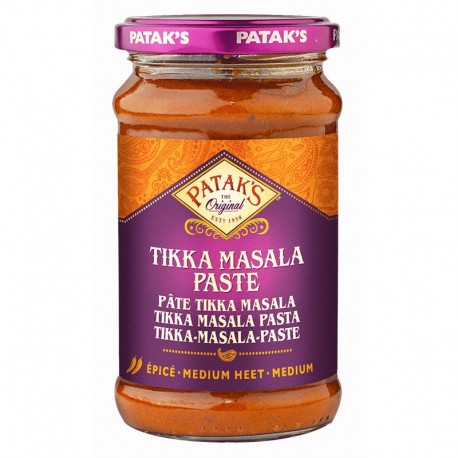 PATAK'S PATAK'S
PATAK'S
THE
Original
ESTD 1958
TIKKA MASALA
PASTE
PÂTE TIKKA MASALA
TIKKA MASALA PASTA
TIKKA-MASALA-PASTE
ÉPICÉ • MEDIUM HEET • MEDIUM